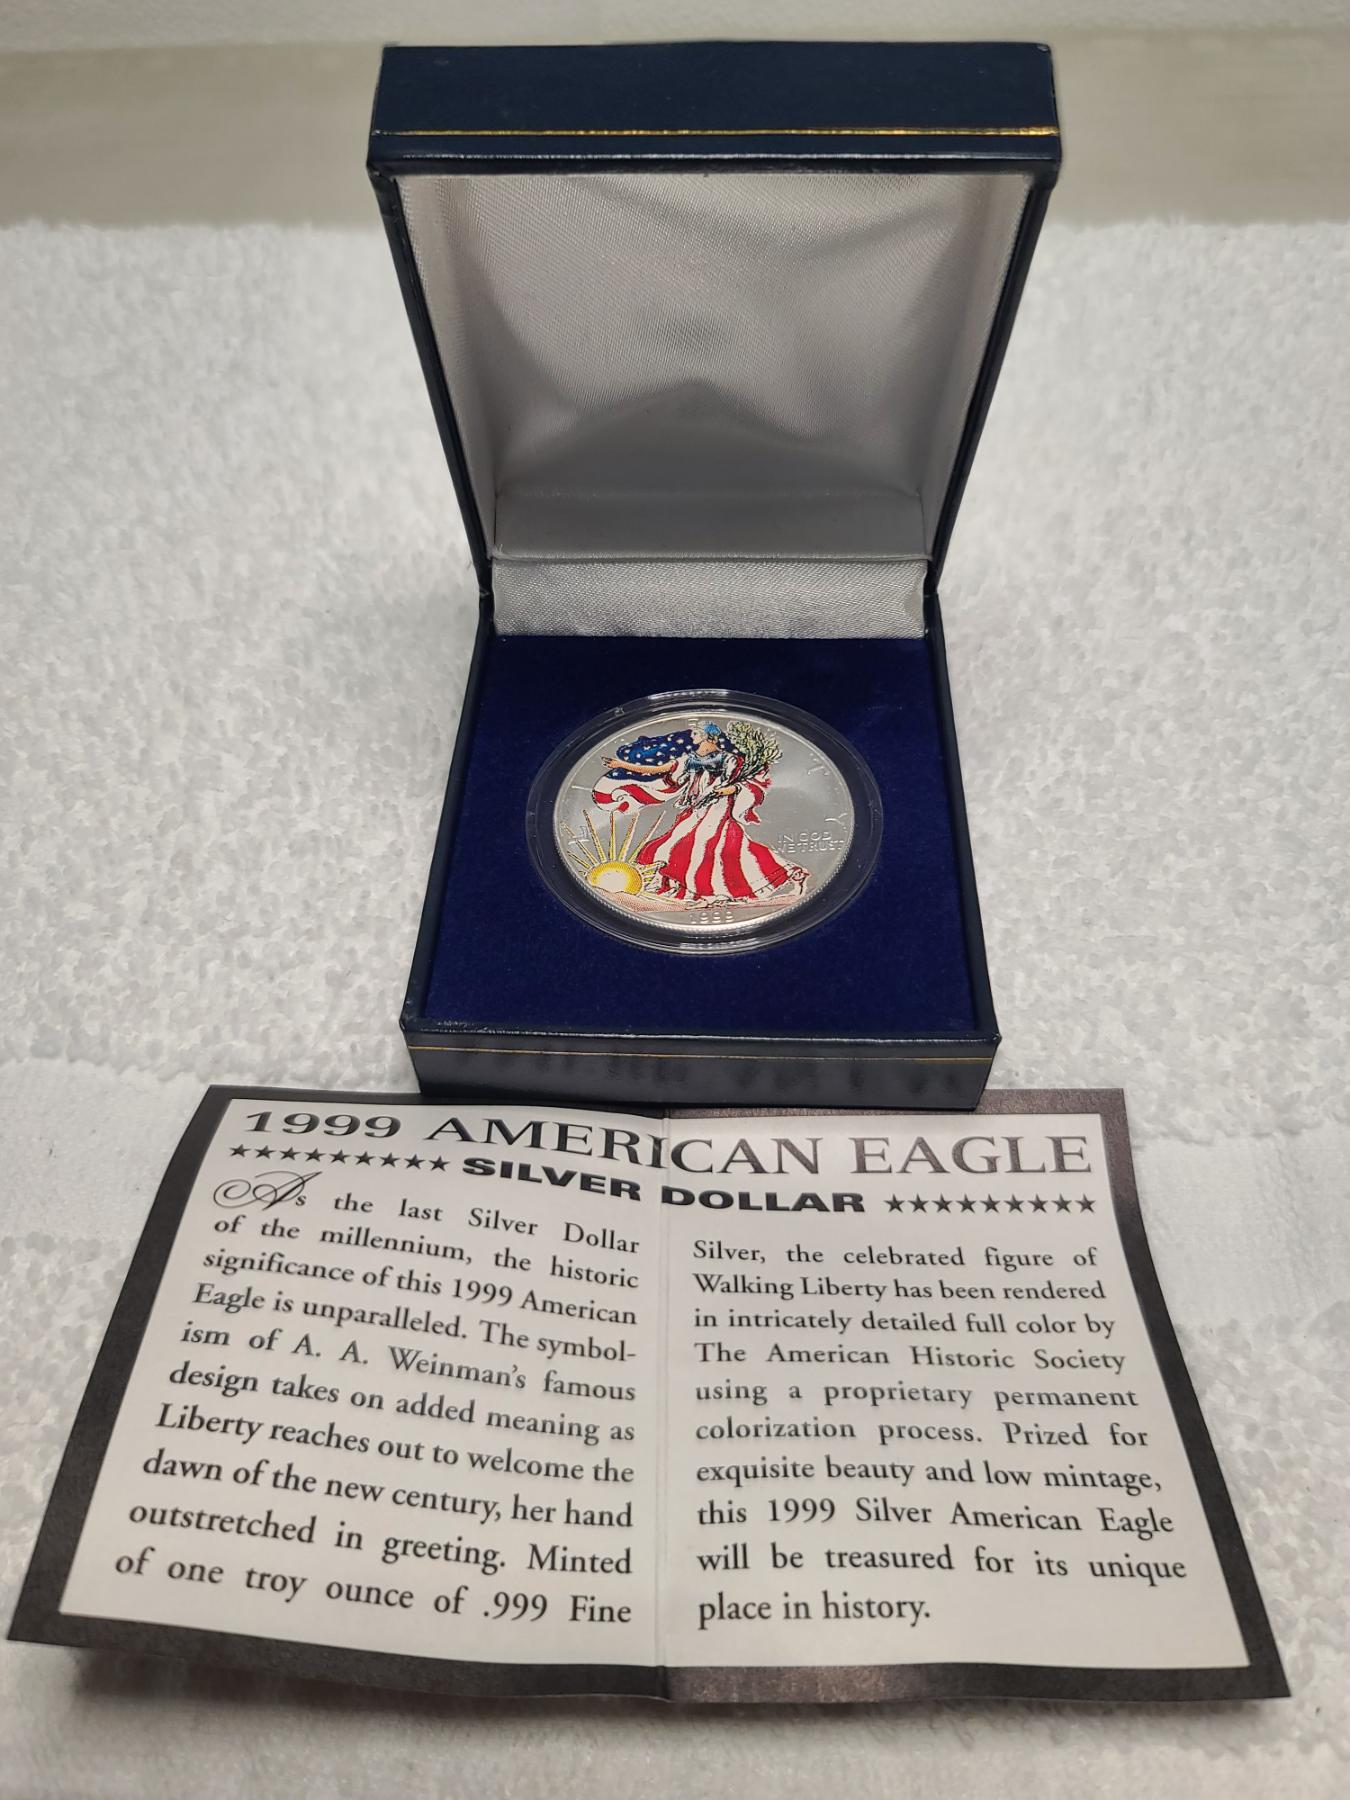 IN GOD
WE TRUST
1999
1999 AMERICAN EAGLE
★★★★★★★★★ SILVER DOLLAR ★★★★★★★★★
As the last Silver Dollar
of the millennium, the historic
significance of this 1999 American
Eagle is unparalleled. The symbol-
ism of A. A. Weinman's famous
design takes on added meaning as
Liberty reaches out to welcome the
dawn of the new century, her hand
outstretched in greeting. Minted
of one troy ounce of .999 Fine
Silver, the celebrated figure of
Walking Liberty has been rendered
in intricately detailed full color by
The American Historic Society
using a proprietary permanent
colorization process. Prized for
exquisite beauty and low mintage,
this 1999 Silver American Eagle
will be treasured for its unique
place in history.